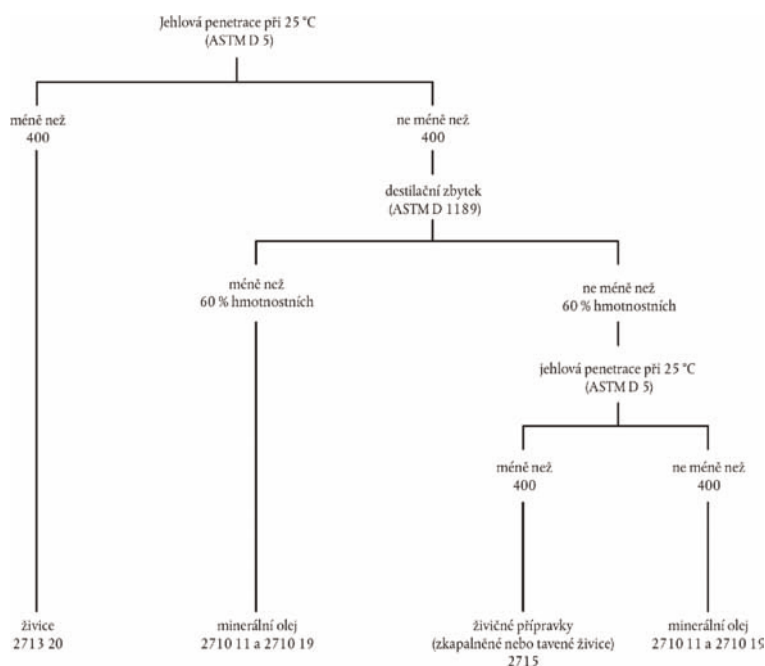 Jehlová penetrace při 25 °C
(ASTM D 5)
méně než
400
ne méně než
400
destilační zbytek
(ASTM D 1189)
méně než
60 % hmotnostních
ne méně než
60 % hmotnostních
jehlová penetrace při 25 °C
(ASTM D 5)
méně než
400
ne méně než
400
živice
2713 20
minerální olej
2710 11 a 2710 19
živičné přípravky
(zkapalněné nebo tavené živice)
2715
minerální olej
2710 11 a 2710 19